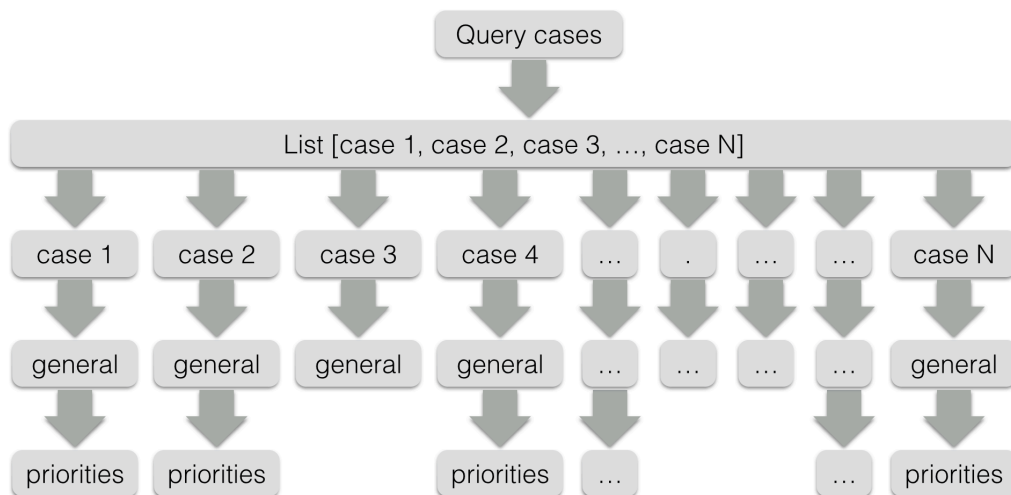 Query cases
List [case 1, case 2, case 3, ..., case N]
case 1 case 2 case 3 case 4 ... . ... ... case N
general general general general ... ... ... ... general
priorities priorities priorities ... ... priorities